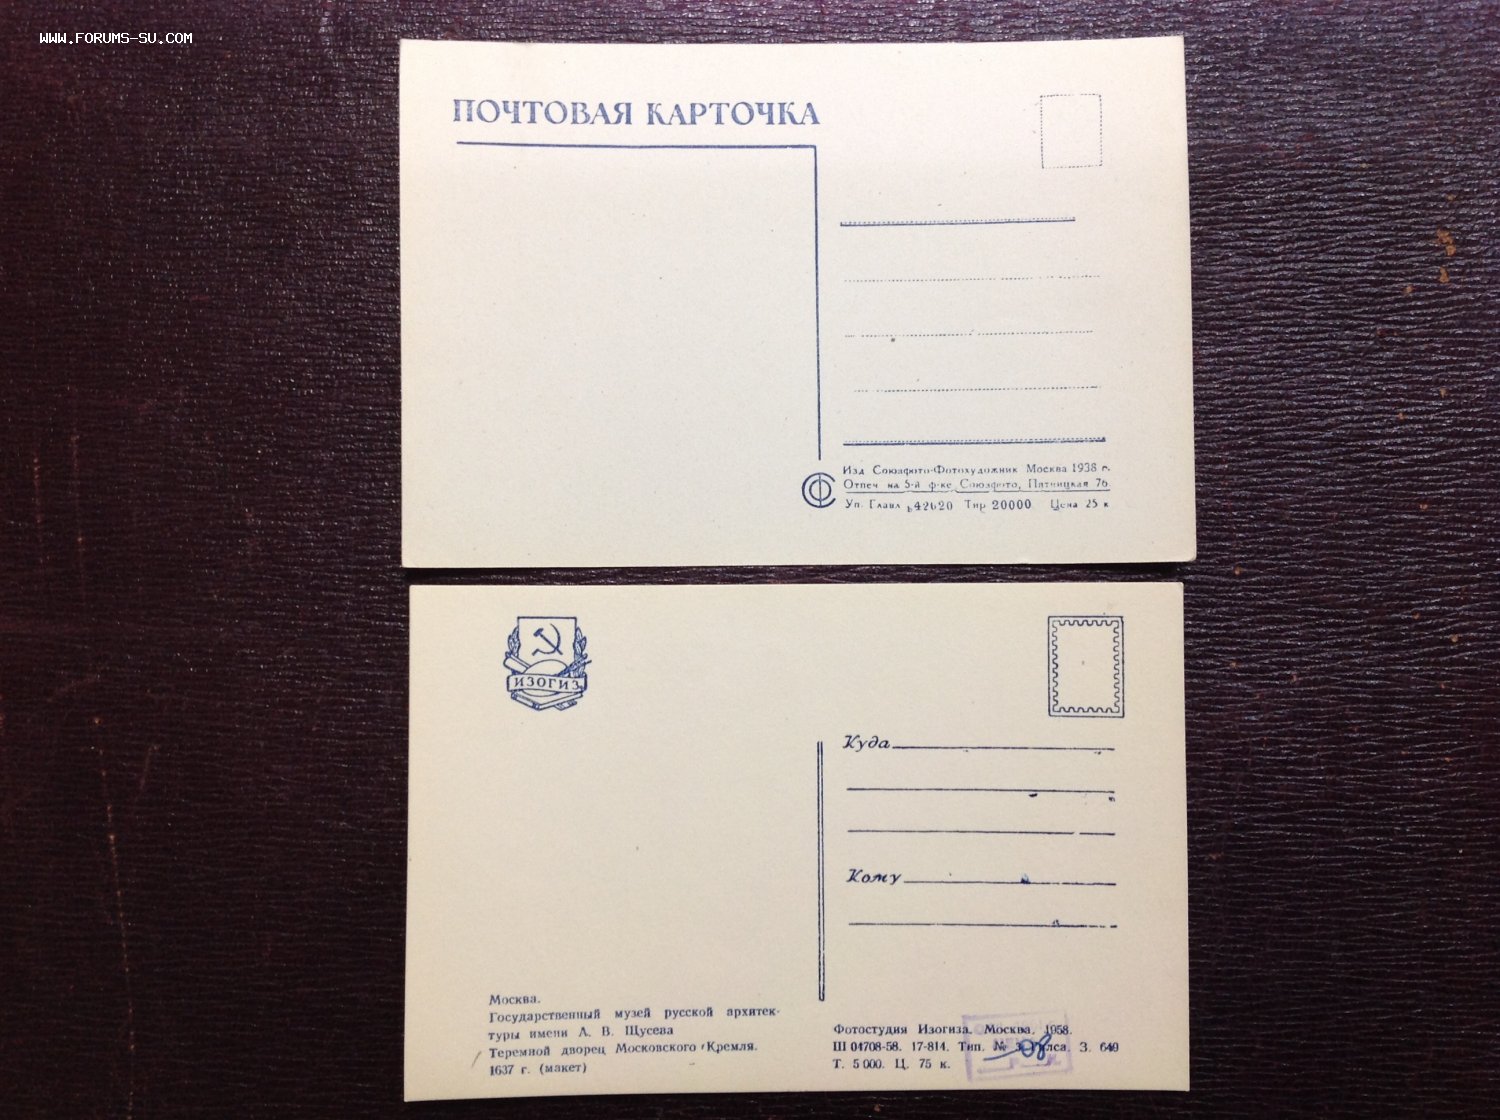 WWW.FORUMS-SU.COM
ПОЧТОВАЯ КАРТОЧКА
Изд Союзфото-Фотохудожник Москва 1938 г.
Отпеч на 5-й ф-ке Союзфото, Пятницкая 76
Уп. Главл 42620 Тир 20000 Цена 25 к
ИЗОГИЗ
Куда
Кому
Москва.
Государственный музей русской архитек-
туры имени А. В. Щусева
Теремной дворец Московского Кремля.
1637 г. (макет)
Фотостудия Изогиза. Москва, 1958.
Ш 04708-58. 17-814. Тип. № 3, З. 649
Т. 5 000. Ц. 75 к.
08